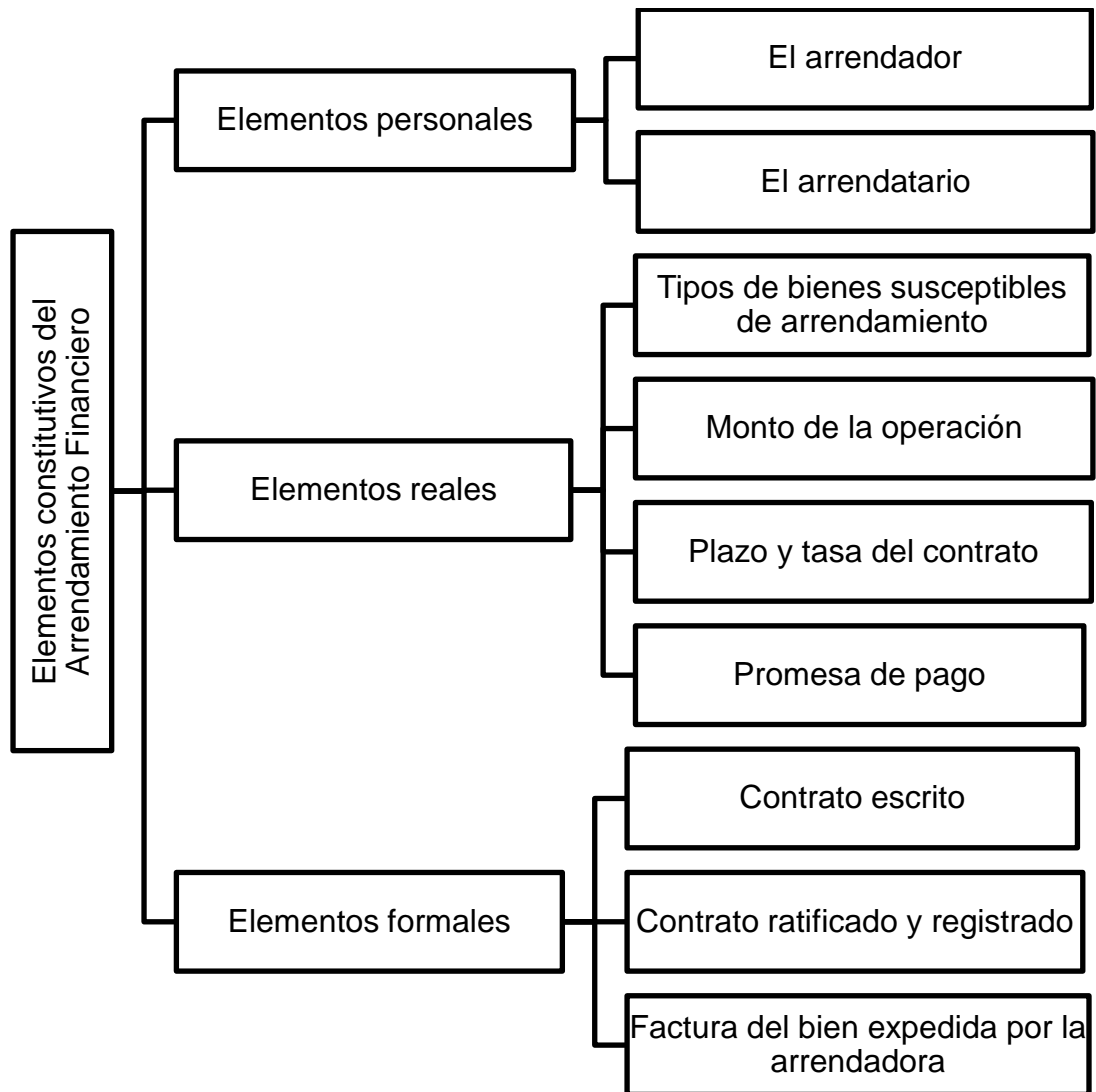 Elementos constitutivos del
Arrendamiento Financiero
Elementos personales
El arrendador
El arrendatario
Elementos reales
Tipos de bienes susceptibles
de arrendamiento
Monto de la operación
Plazo y tasa del contrato
Promesa de pago
Elementos formales
Contrato escrito
Contrato ratificado y registrado
Factura del bien expedida por la
arrendadora